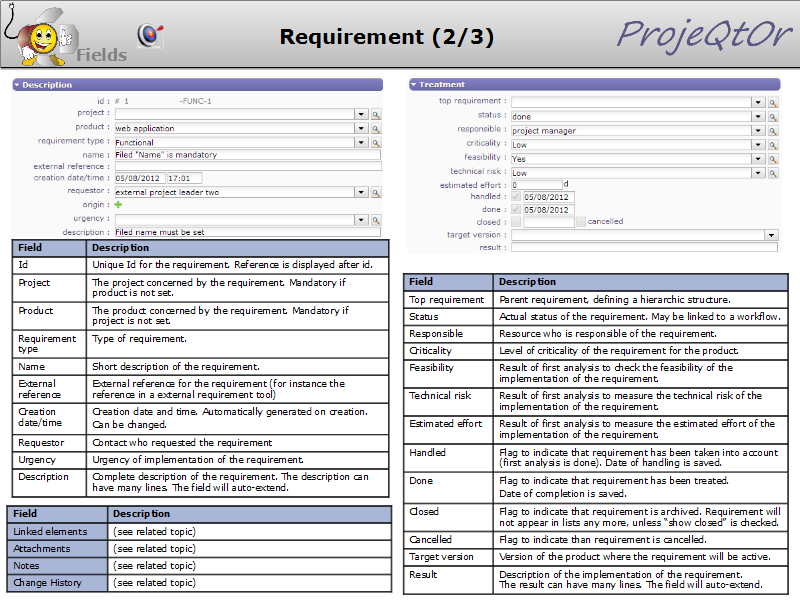 Fields
Requirement (2/3)
ProjeQtOr
Description
id : # 1 -FUNC-1
project :
product : web application
requirement type : Functional
name : Filed "Name" is mandatory
external reference :
creation date/time : 05/08/2012 17:01
requestor : external project leader two
origin :
urgency :
description : Filed name must be set
Field Description
Id Unique Id for the requirement. Reference is displayed after id.
Project The project concerned by the requirement. Mandatory if
product is not set.
Product The product concerned by the requirement. Mandatory if
project is not set.
Requirement Type of requirement.
type
Name Short description of the requirement.
External External reference for the requirement (for instance the
reference reference in a external requirement tool)
Creation Creation date and time. Automatically generated on creation.
date/time Can be changed.
Requestor Contact who requested the requirement
Urgency Urgency of implementation of the requirement.
Description Complete description of the requirement. The description can
have many lines. The field will auto-extend.
Field Description
Linked elements (see related topic)
Attachments (see related topic)
Notes (see related topic)
Change History (see related topic)
Treatment
top requirement :
status : done
responsible : project manager
criticality : Low
feasibility : Yes
technical risk : Low
estimated effort : 0 d
handled : 05/08/2012
done : 05/08/2012
closed : cancelled
target version :
result :
Field Description
Top requirement Parent requirement, defining a hierarchic structure.
Status Actual status of the requirement. May be linked to a workflow.
Responsible Resource who is responsible of the requirement.
Criticality Level of criticality of the requirement for the product.
Feasibility Result of first analysis to check the feasibility of the
implementation of the requirement.
Technical risk Result of first analysis to measure the technical risk of the
implementation of the requirement.
Estimated effort Result of first analysis to measure the estimated effort of the
implementation of the requirement.
Handled Flag to indicate that requirement has been taken into account
(first analysis is done). Date of handling is saved.
Done Flag to indicate that requirement has been treated.
Date of completion is saved.
Closed Flag to indicate that requirement is archived. Requirement will
not appear in lists any more, unless “show closed” is checked.
Cancelled Flag to indicate than requirement is cancelled.
Target version Version of the product where the requirement will be active.
Result Description of the implementation of the requirement.
The result can have many lines. The field will auto-extend.